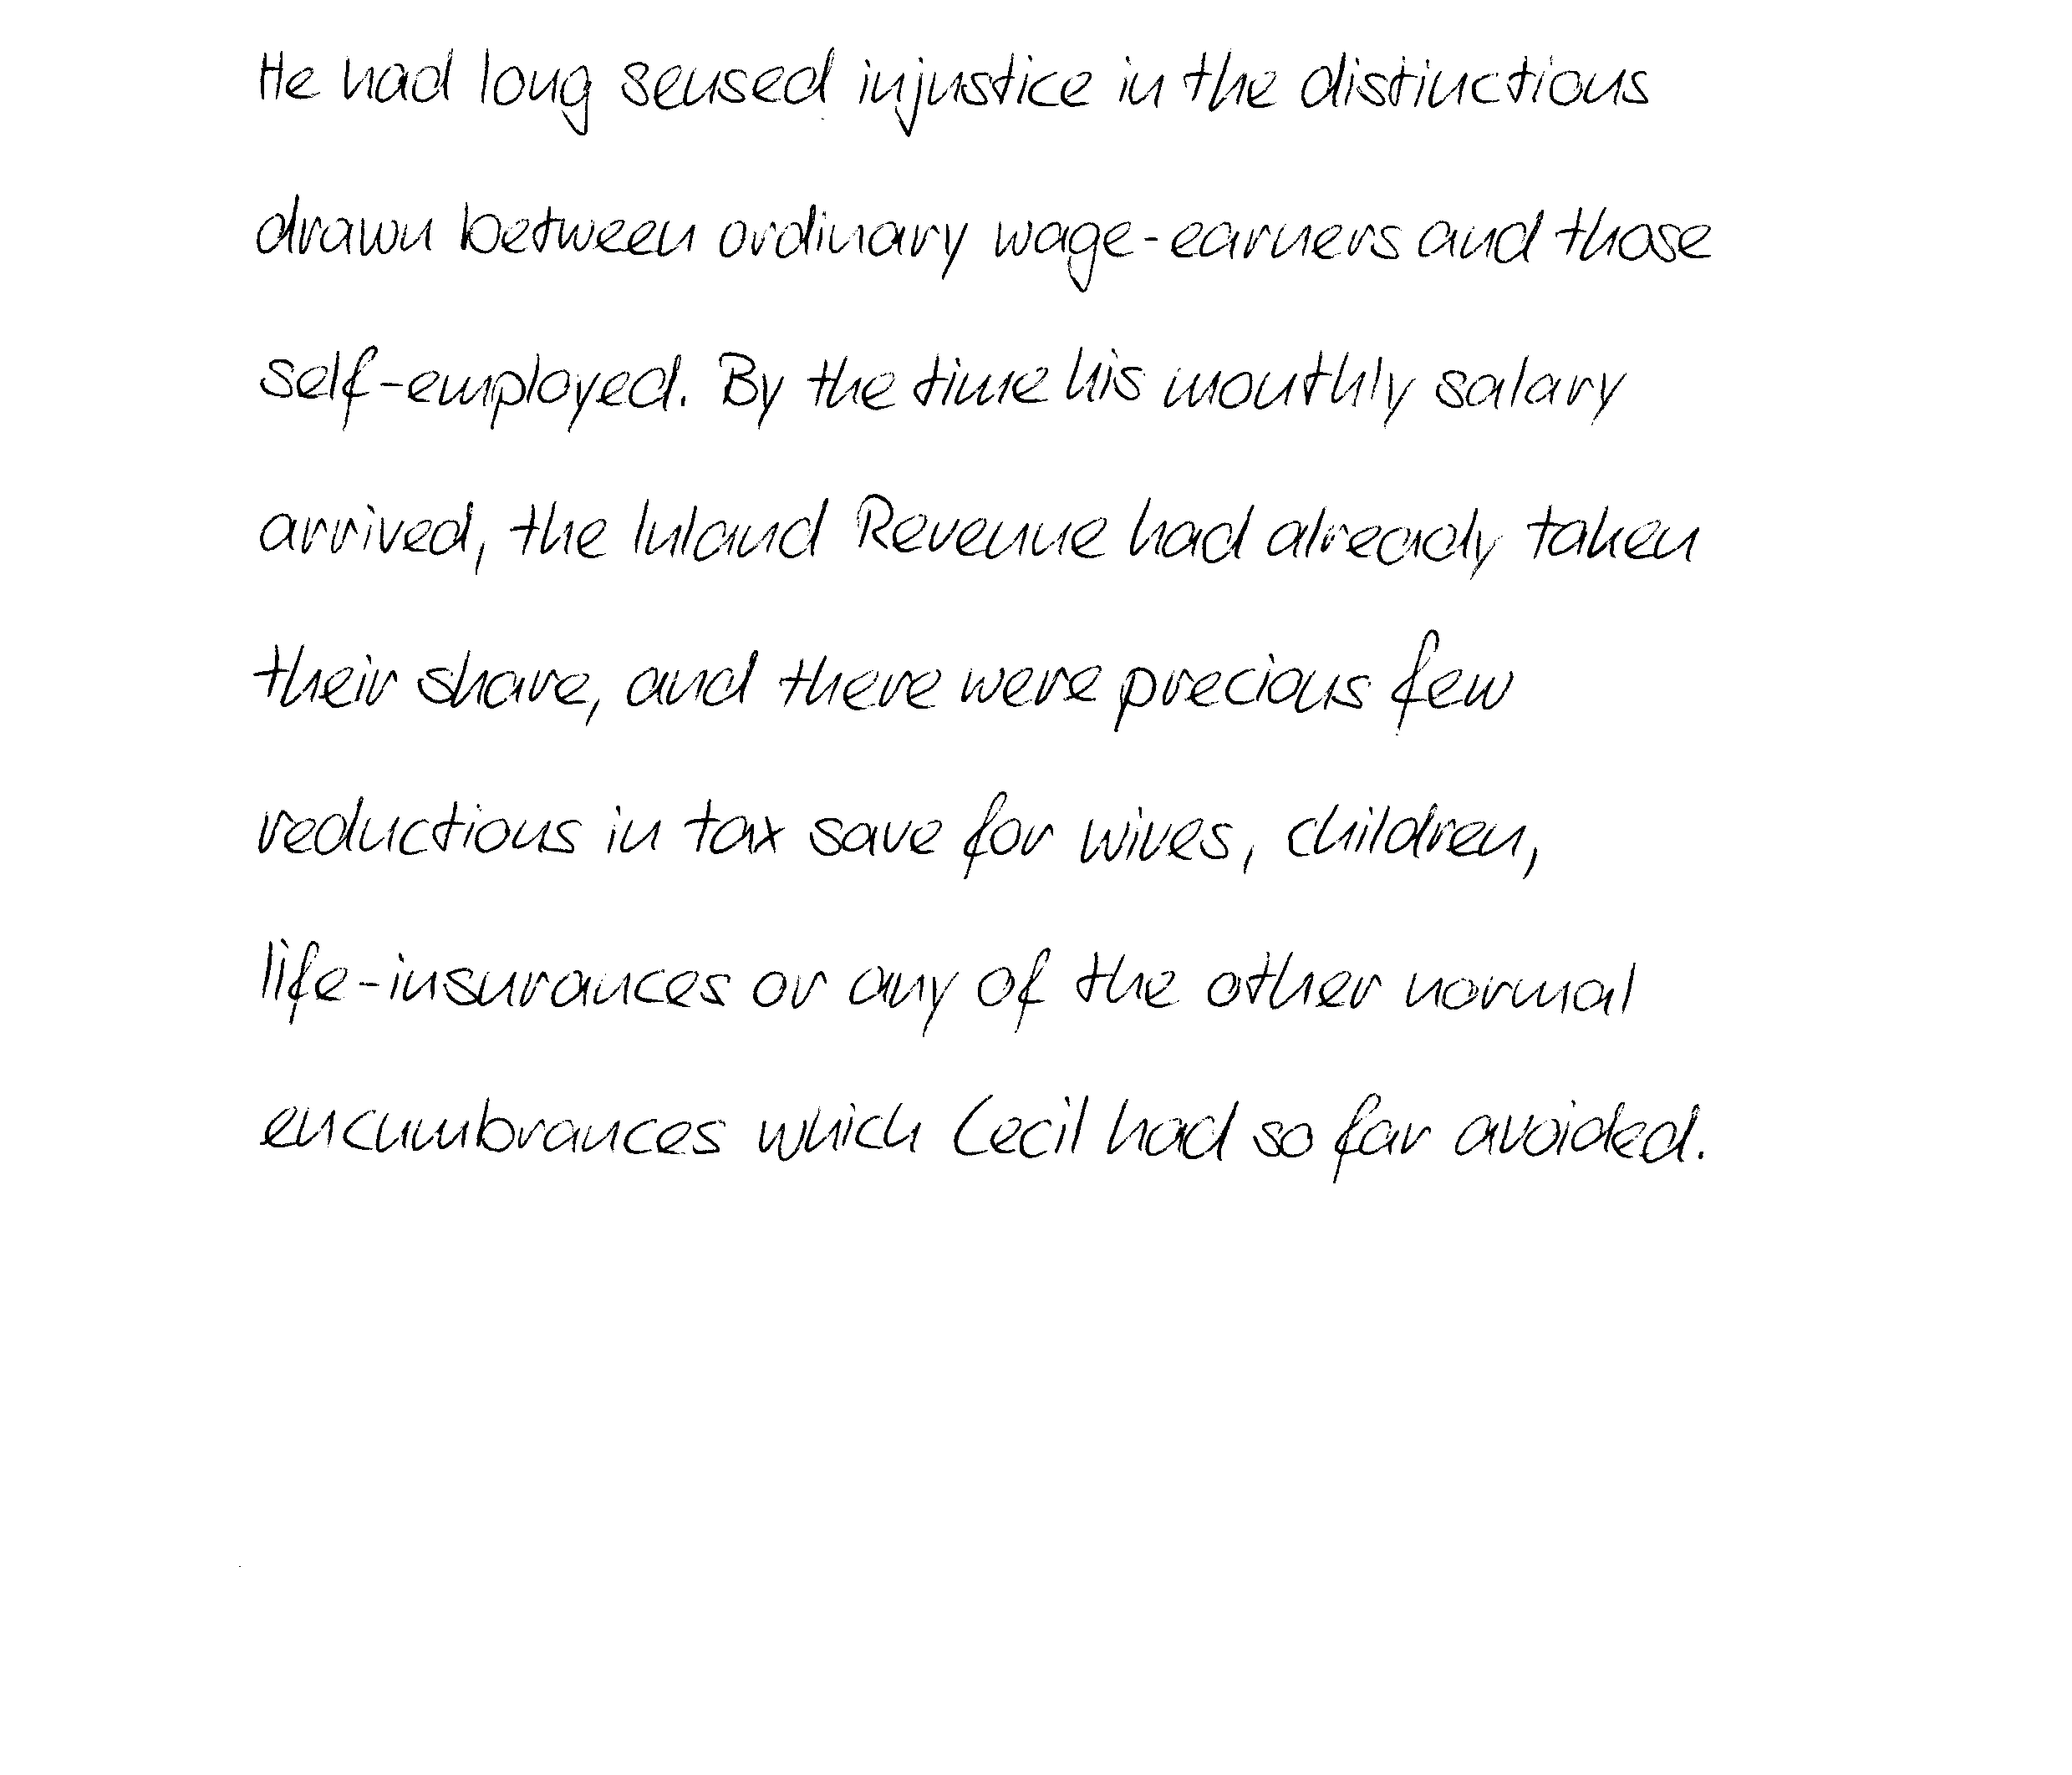 He had long sensed injustice in the distinctions
drawn between ordinary wage-earners and those
self-employed. By the time his monthly salary
arrived, the Inland Revenue had already taken
their share, and there were precious few
reductions in tax save for wives, children,
life-insurances or any of the other normal
encumbrances which Cecil had so far avoided.